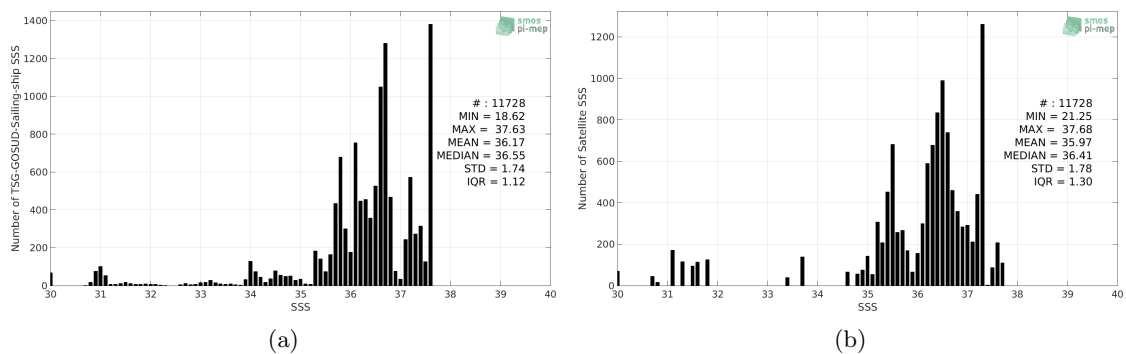 smos
pi-mep
Number of TSG-GOSUD-Sailing-ship SSS
1400
1200
1000
800
600
400
200
0
# : 11728
MIN = 18.62
MAX = 37.63
MEAN = 36.17
MEDIAN = 36.55
STD = 1.74
IQR = 1.12
30 31 32 33 34 35 36 37 38 39 40
SSS
(a)
smos
pi-mep
Number of Satellite SSS
1200
1000
800
600
400
200
0
# : 11728
MIN = 21.25
MAX = 37.68
MEAN = 35.97
MEDIAN = 36.41
STD = 1.78
IQR = 1.30
30 31 32 33 34 35 36 37 38 39 40
SSS
(b)